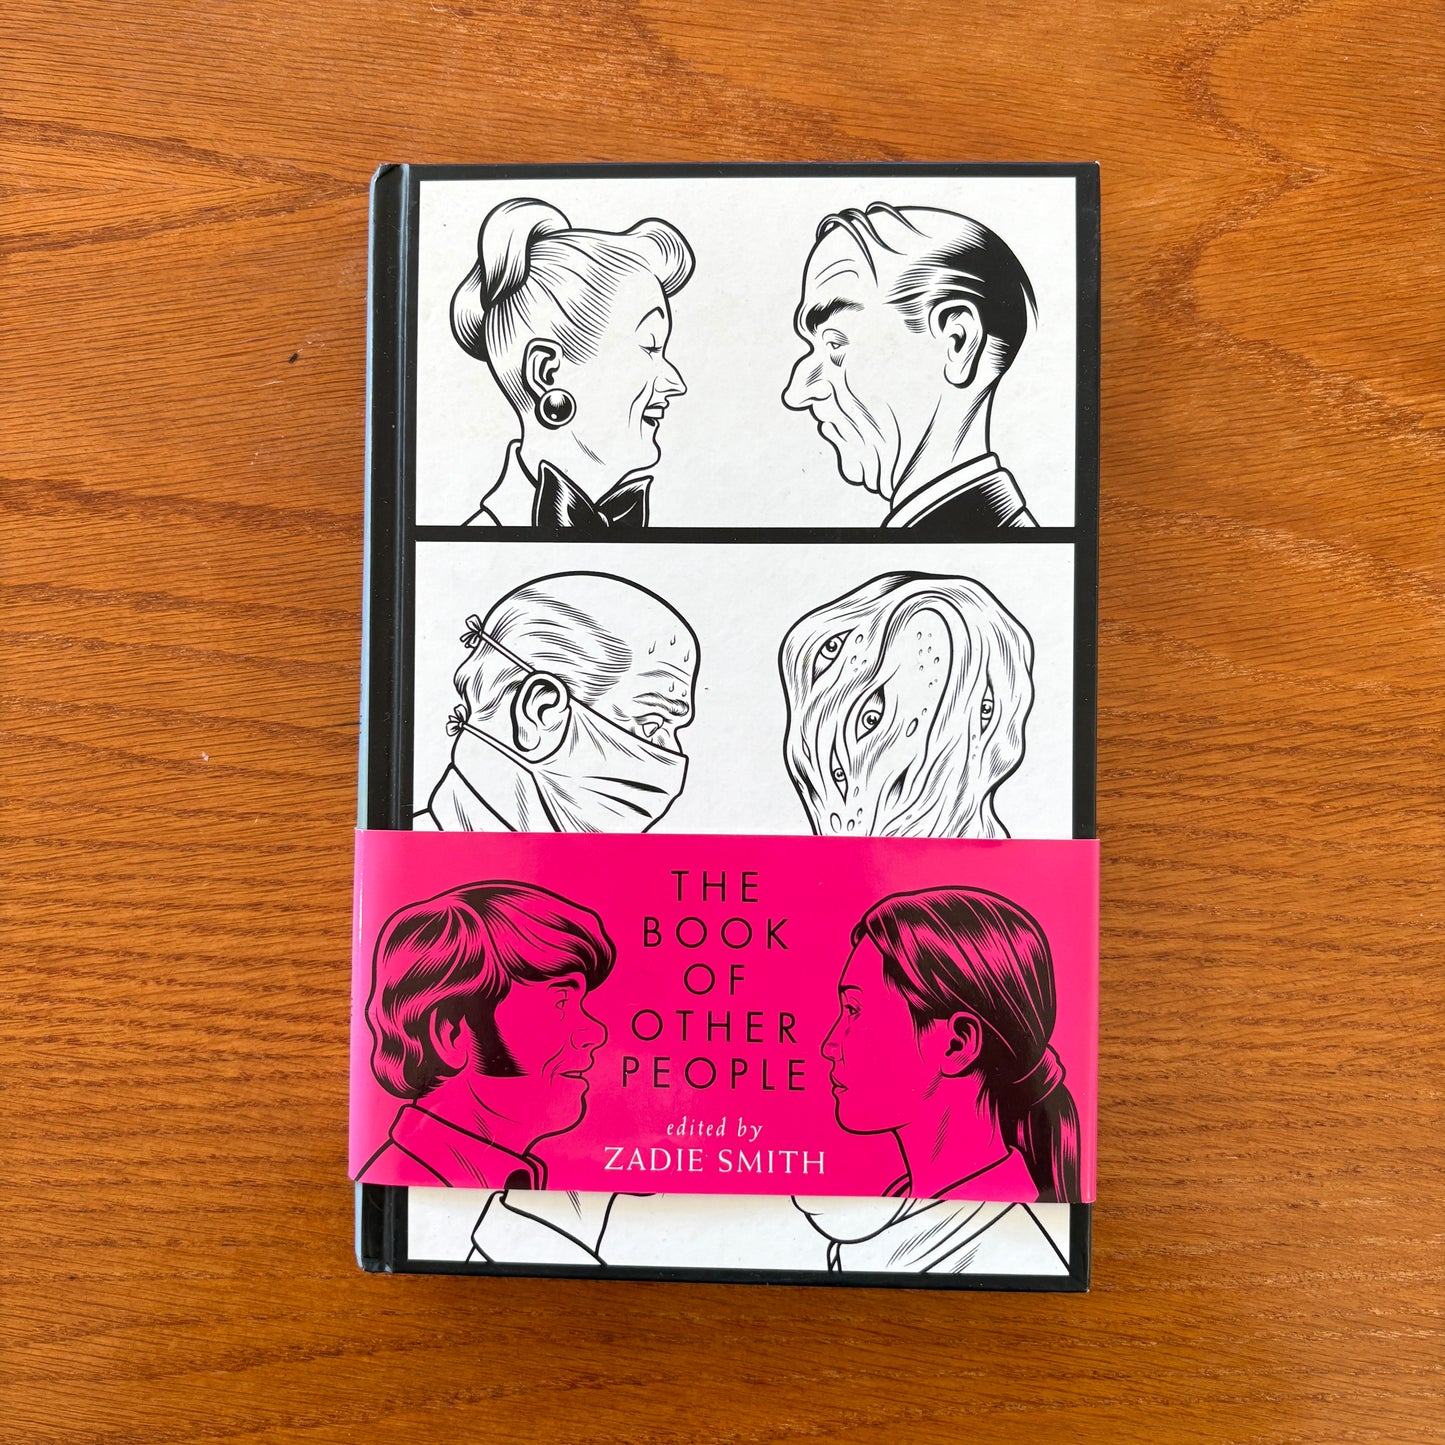 THE
BOOK
OF
OTHER
PEOPLE
edited by
ZADIE SMITH